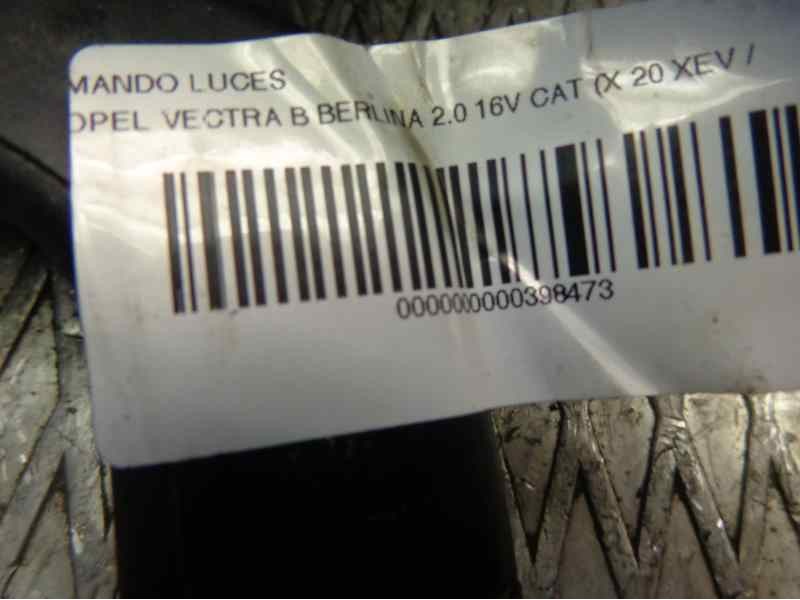 MANDO LUCES
OPEL VECTRA B BERLINA 2.0 16V CAT (X 20 XEV /
0000000000398473